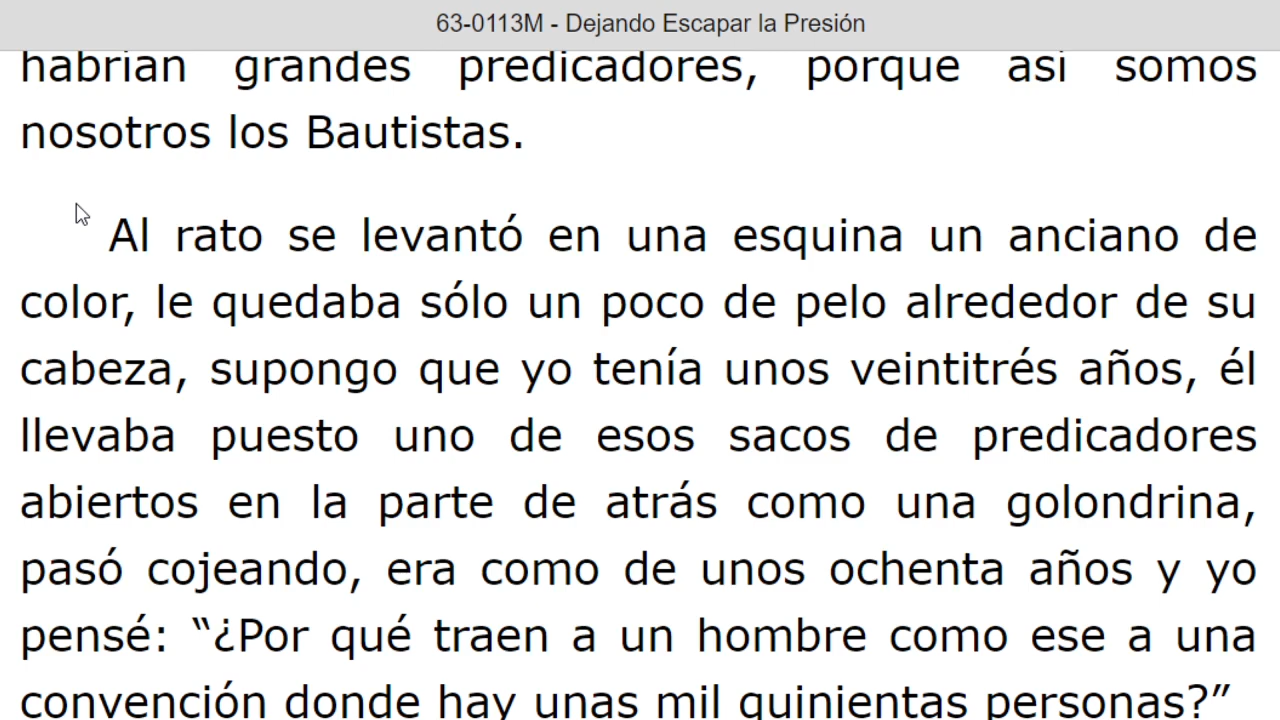 63-0113M - Dejando Escapar la Presión
habrían grandes predicadores, porque así somos
nosotros los Bautistas.
Al rato se levantó en una esquina un anciano de
color, le quedaba sólo un poco de pelo alrededor de su
cabeza, supongo que yo tenía unos veintitrés años, él
llevaba puesto uno de esos sacos de predicadores
abiertos en la parte de atrás como una golondrina,
pasó cojeando, era como de unos ochenta años y yo
pensé: “¿Por qué traen a un hombre como ese a una
convención donde hay unas mil quinientas personas?”